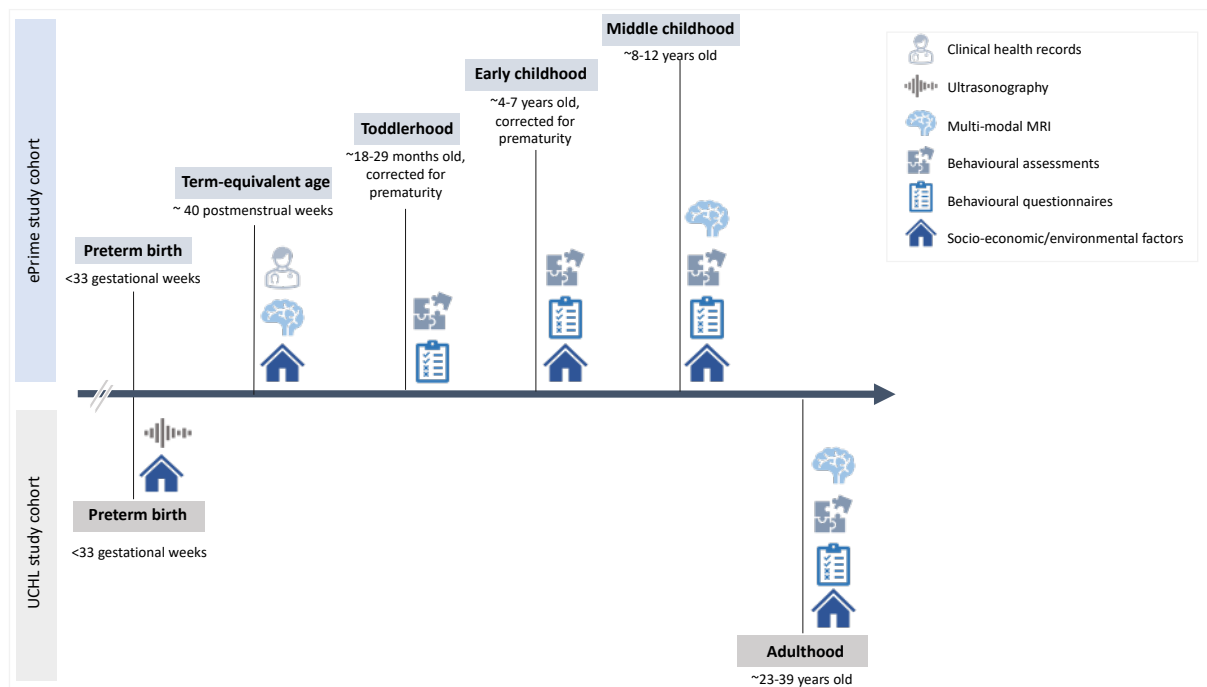 ePrime study cohort
UCHL study cohort
Preterm birth
<33 gestational weeks
Term-equivalent age
~ 40 postmenstrual weeks
Toddlerhood
~18-29 months old,
corrected for
prematurity
Early childhood
~4-7 years old,
corrected for
prematurity
Middle childhood
~8-12 years old
Preterm birth
<33 gestational weeks
Adulthood
~23-39 years old
Clinical health records
Ultrasonography
Multi-modal MRI
Behavioural assessments
Behavioural questionnaires
Socio-economic/environmental factors